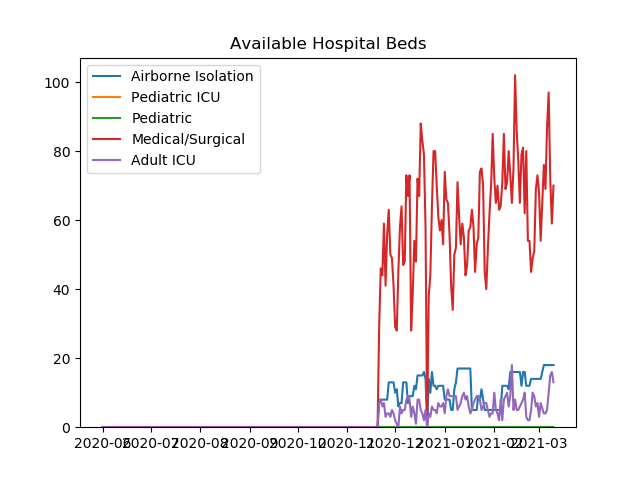 Available Hospital Beds
Airborne Isolation
Pediatric ICU
Pediatric
Medical/Surgical
Adult ICU
100
80
60
40
20
0
2020-06 2020-07 2020-08 2020-09 2020-10 2020-11 2020-12 2021-01 2021-02 2021-03